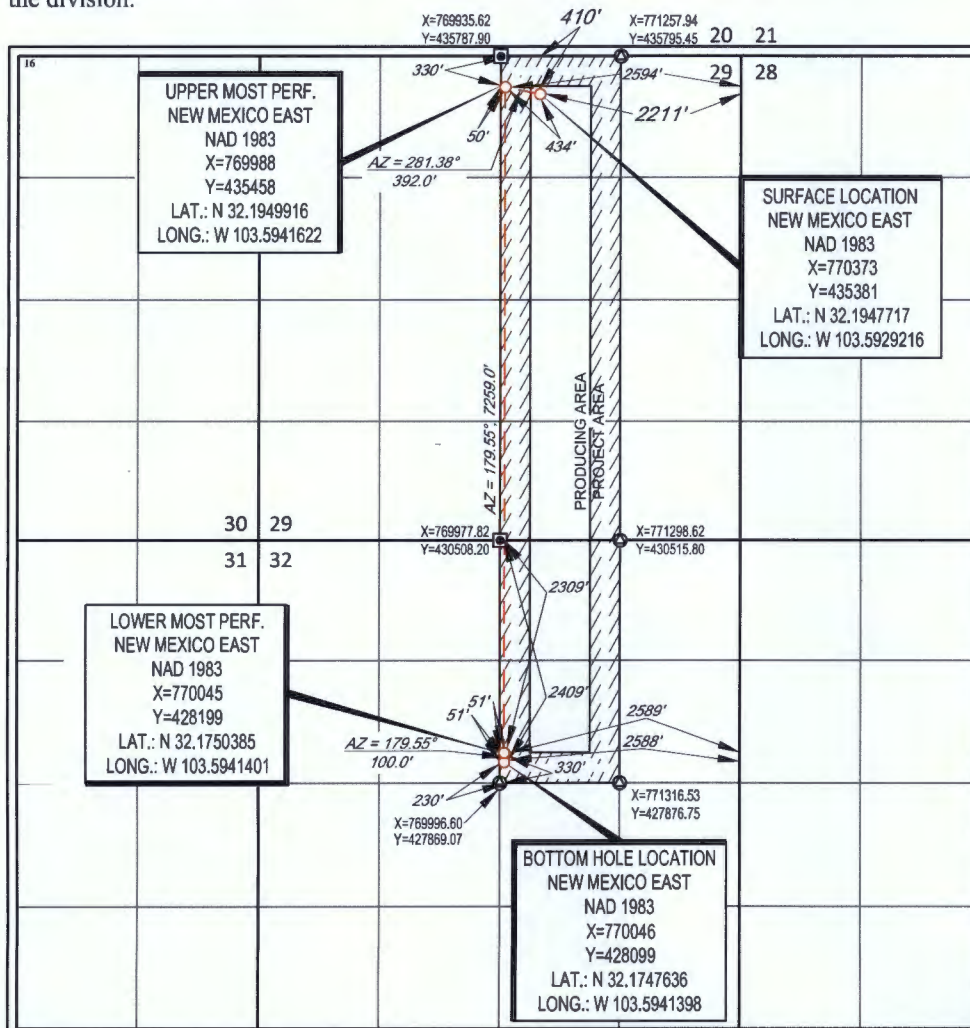 the division.
X=769935.62
Y=435787.90
410'
X=771257.94
Y=435795.45
20 21
29 28
16
330'
2594'
2211'
50'
434'
AZ = 281.38°
392.0'
UPPER MOST PERF.
NEW MEXICO EAST
NAD 1983
X=769988
Y=435458
LAT.: N 32.1949916
LONG.: W 103.5941622
SURFACE LOCATION
NEW MEXICO EAST
NAD 1983
X=770373
Y=435381
LAT.: N 32.1947717
LONG.: W 103.5929216
AZ = 179.55°, 7259.0'
PRODUCING AREA
PROJECT AREA
30 29
31 32
X=769977.82
Y=430508.20
X=771298.62
Y=430515.80
2309'
2409'
LOWER MOST PERF.
NEW MEXICO EAST
NAD 1983
X=770045
Y=428199
LAT.: N 32.1750385
LONG.: W 103.5941401
51'
51'
AZ = 179.55°
100.0'
2589'
2588'
330'
230'
X=769996.60
Y=427869.07
X=771316.53
Y=427876.75
BOTTOM HOLE LOCATION
NEW MEXICO EAST
NAD 1983
X=770046
Y=428099
LAT.: N 32.1747636
LONG.: W 103.5941398